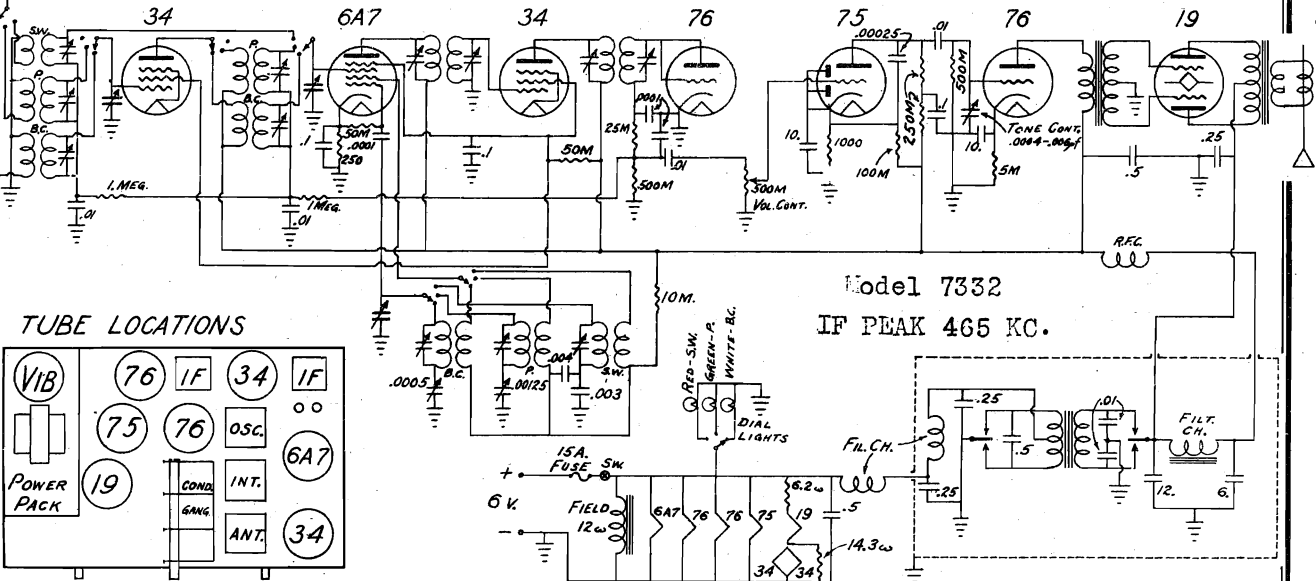 34 6A7 34 76 75 76 19
S.W.
P.
B.C.
P.
B.C.
.01
1. MEG.
.01
1 MEG.
.1
50M
.0001
250
.1
50M
25M
.0001
.01
500M
500M
VOL. CONT.
10.
1000
.00025
100M
250M?
.01
.1
500M
10.
TONE CONT.
.0004-.006µf
5M
.5
.25
R.F.C.
10M.
Model 7332
IF PEAK 465 KC.
.0005
B.C.
P.
.00125
.004
S.W.
.003
RED-S.W.
GREEN-P.
WHITE-B.C.
DIAL
LIGHTS
TUBE LOCATIONS
VIB 76 IF 34 IF
75 76 OSC.
6A7
19
POWER
PACK
COND.
GANG.
INT.
ANT.
34
15A.
FUSE
SW.
+
6 V.
-
FIELD
12ω
6A7
76
76
75
6.2ω
19
34
34
14.3ω
.5
FIL.CH.
.25
.25
.5
.01
FILT.
CH.
12.
6.